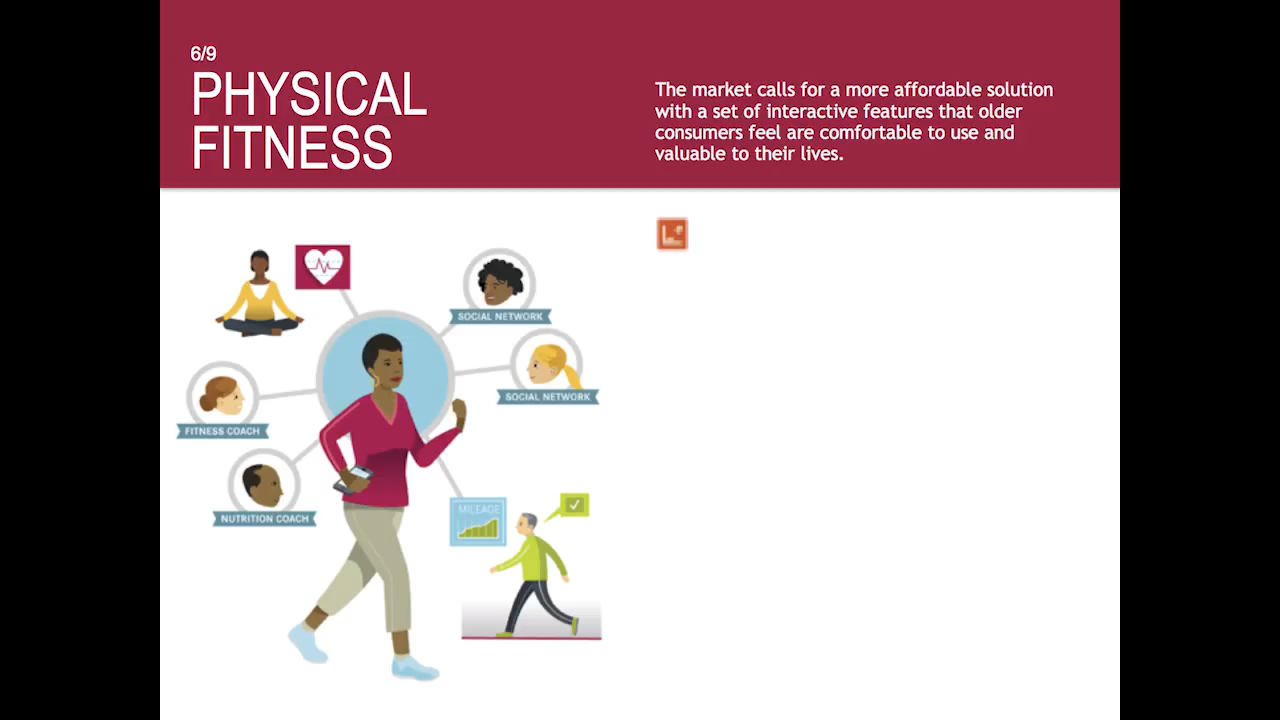 6/9
PHYSICAL
FITNESS
The market calls for a more affordable solution
with a set of interactive features that older
consumers feel are comfortable to use and
valuable to their lives.
SOCIAL NETWORK
SOCIAL NETWORK
FITNESS COACH
NUTRITION COACH
MILEAGE